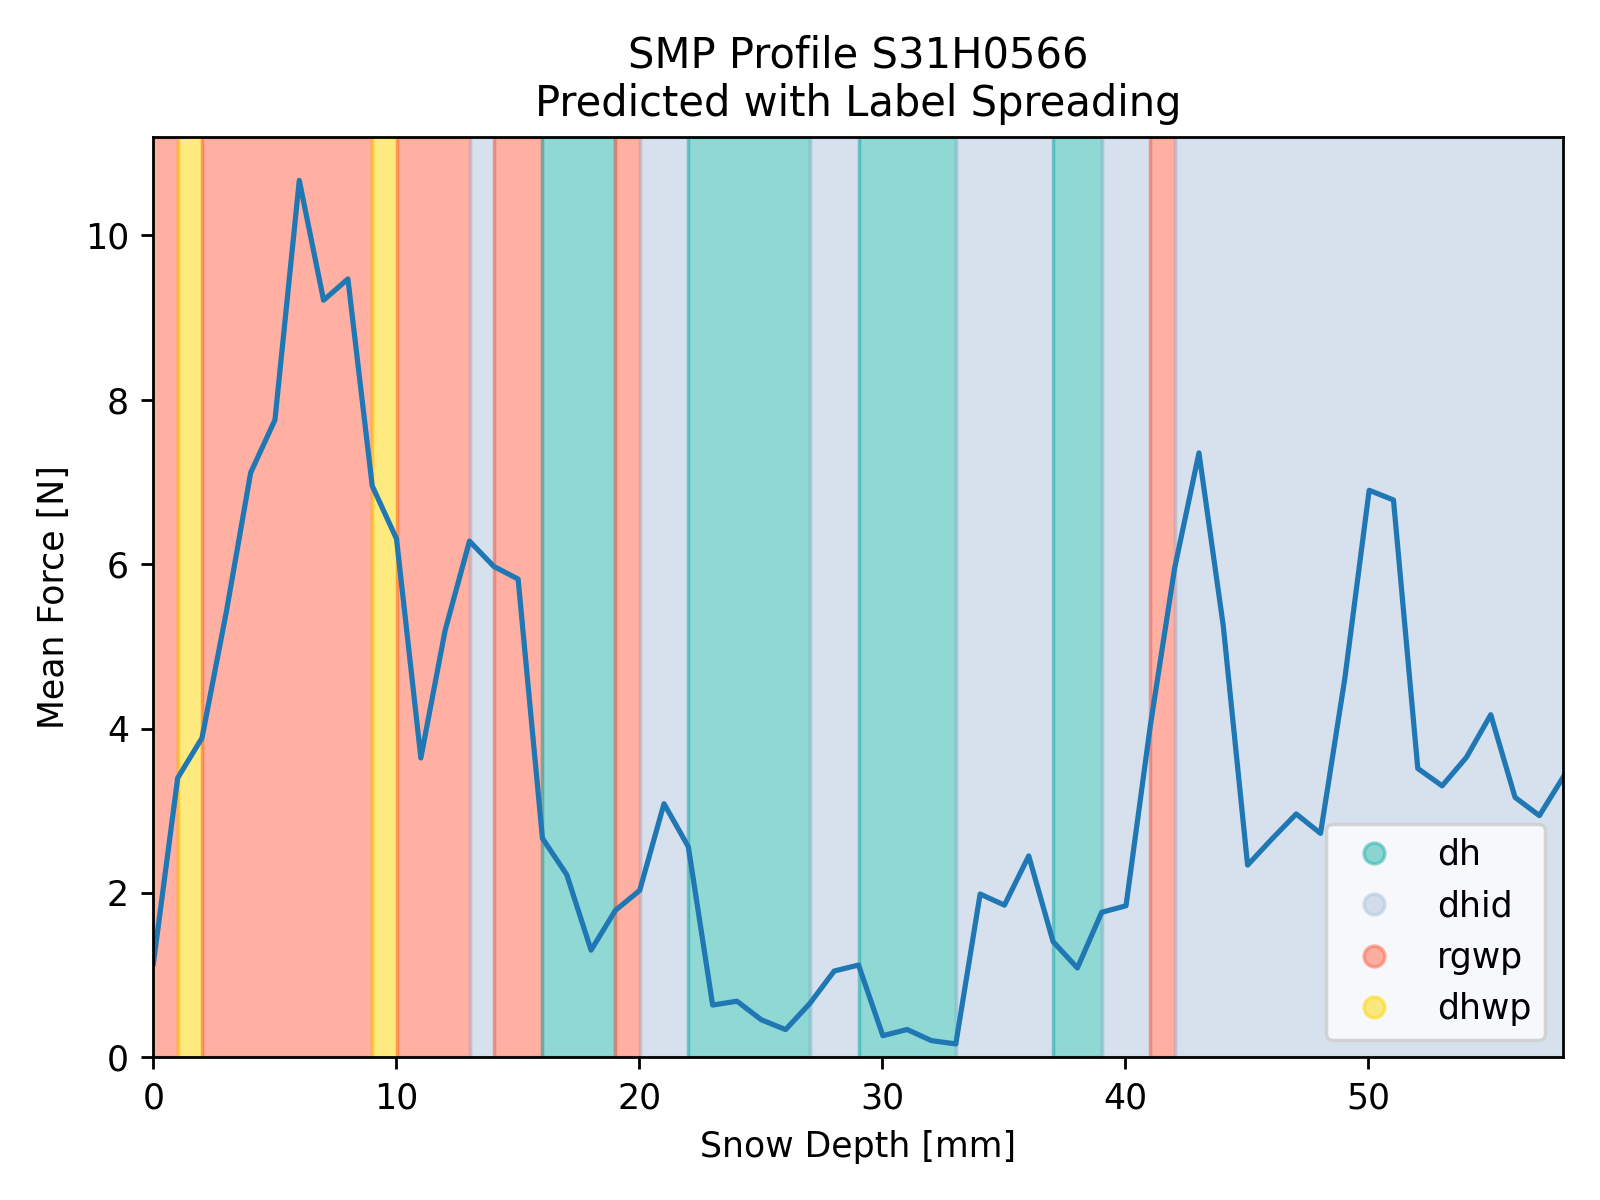 SMP Profile S31H0566
Predicted with Label Spreading
Mean Force [N]
10
8
6
4
2
0
dh
dhid
rgwp
dhwp
0 10 20 30 40 50
Snow Depth [mm]